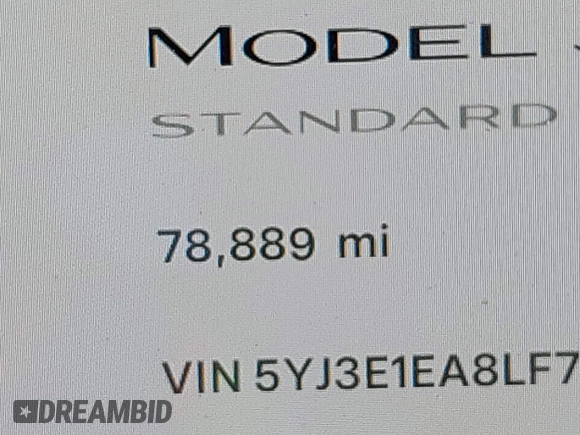 MODEL
STANDARD
78,889 mi
VIN 5YJ3E1EA8LF7
DREAMBID